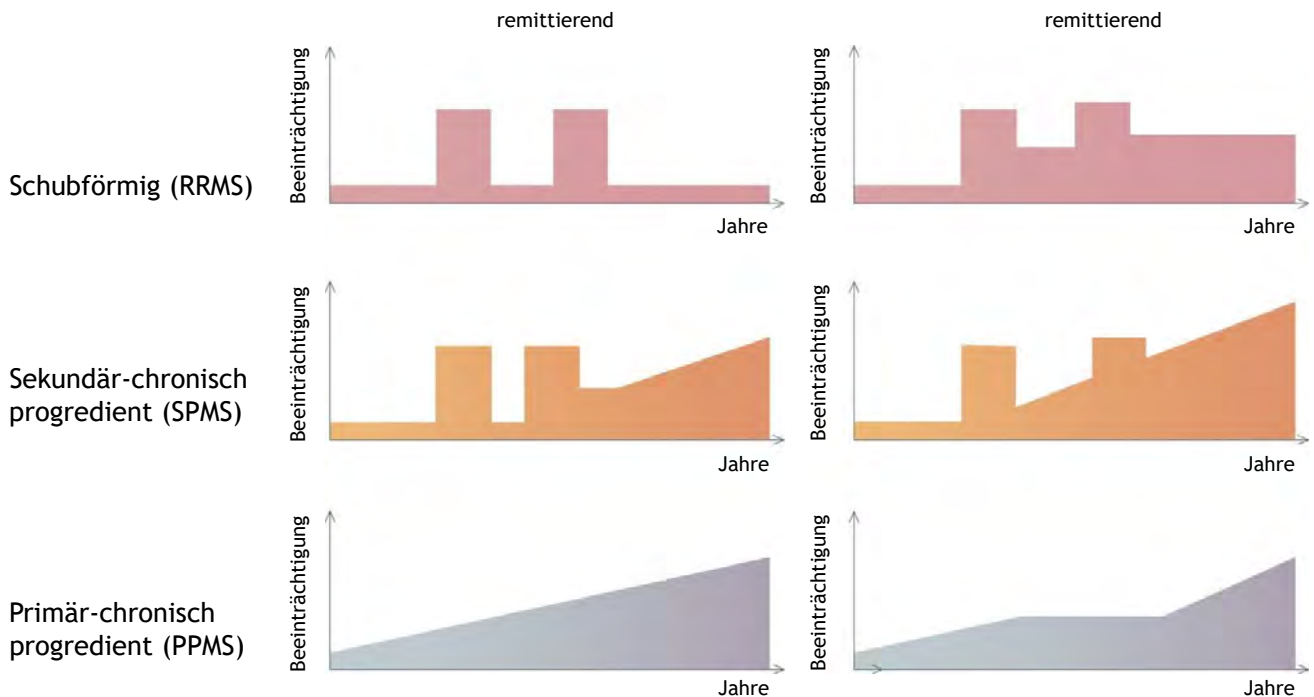 remittierend
remittierend
Schubförmig (RRMS)
Beeinträchtigung
Jahre
Beeinträchtigung
Jahre
Sekundär-chronisch
progredient (SPMS)
Beeinträchtigung
Jahre
Beeinträchtigung
Jahre
Primär-chronisch
progredient (PPMS)
Beeinträchtigung
Jahre
Beeinträchtigung
Jahre